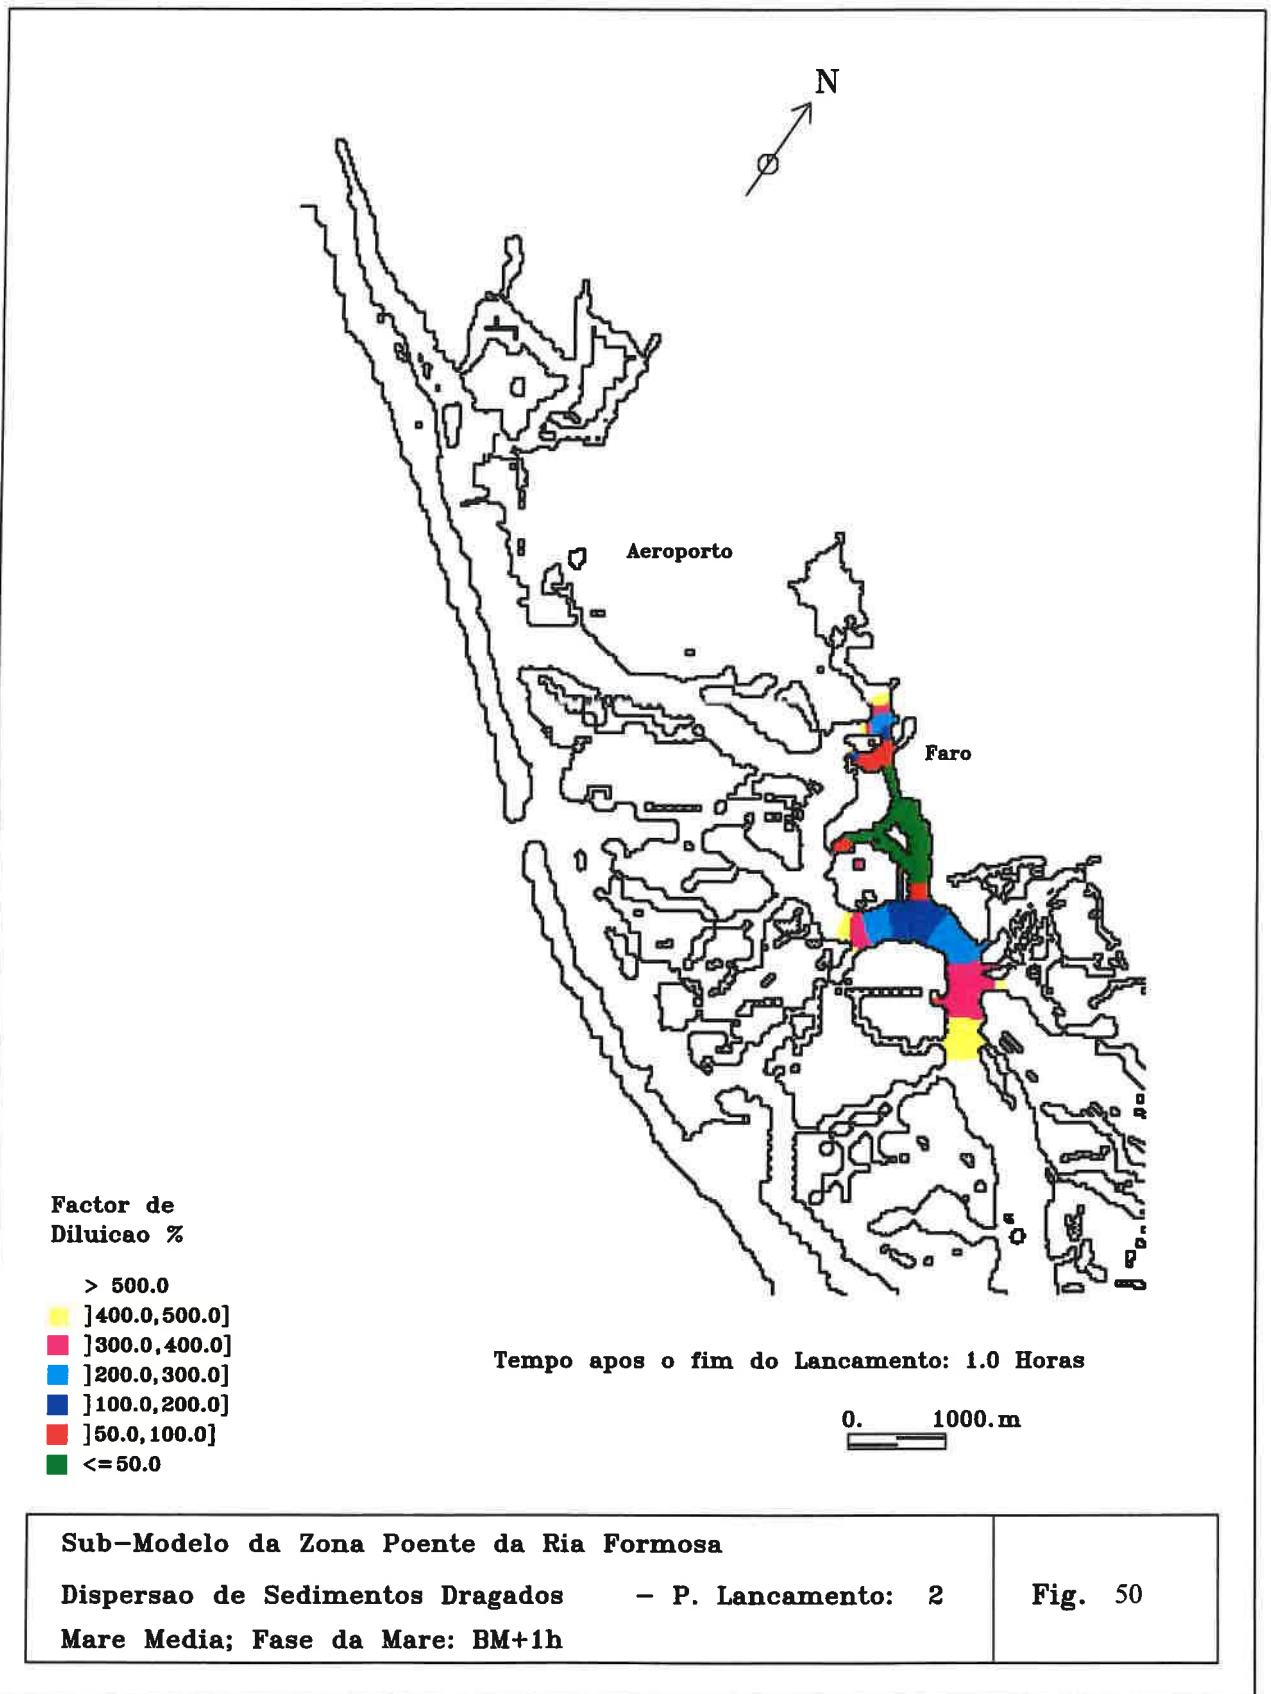 N
Aeroporto
Faro
Factor de
Diluicao %
> 500.0
]400.0,500.0]
]300.0,400.0]
]200.0,300.0]
]100.0,200.0]
]50.0,100.0]
<=50.0
Tempo apos o fim do Lancamento: 1.0 Horas
0. 1000.m
Sub-Modelo da Zona Poente da Ria Formosa
Dispersao de Sedimentos Dragados - P. Lancamento: 2
Mare Media; Fase da Mare: BM+1h
Fig. 50